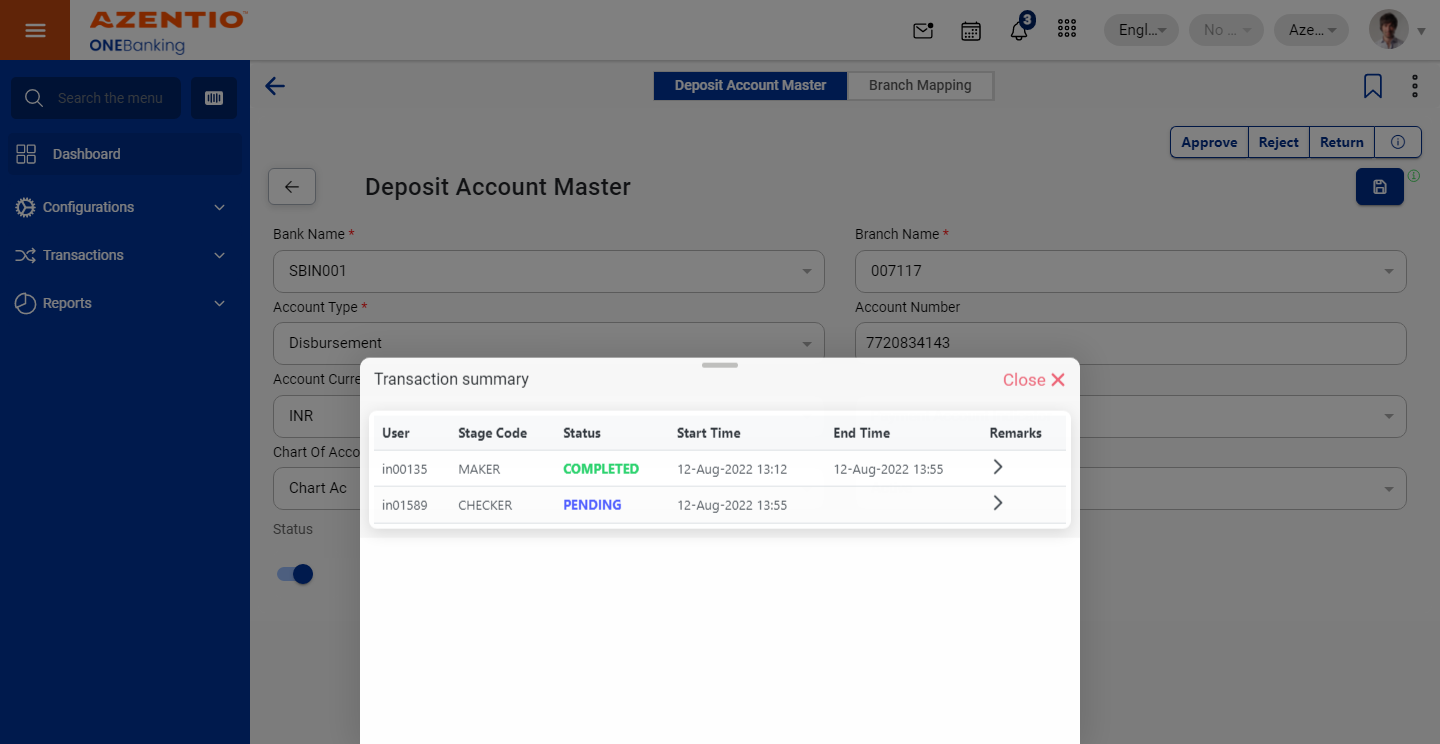 AZENTIO™
ONEBanking
3
Engl...
No ...
Aze...
Search the menu
Deposit Account Master
Branch Mapping
Dashboard
Approve
Reject
Return
Deposit Account Master
Configurations
Transactions
Reports
Bank Name *
Branch Name *
SBIN001
007117
Account Type *
Account Number
Disbursement
7720834143
Account Curre
INR
Chart Of Acco
Chart Ac
Status
Transaction summary
Close ✕
User Stage Code Status Start Time End Time Remarks
in00135 MAKER COMPLETED 12-Aug-2022 13:12 12-Aug-2022 13:55
in01589 CHECKER PENDING 12-Aug-2022 13:55